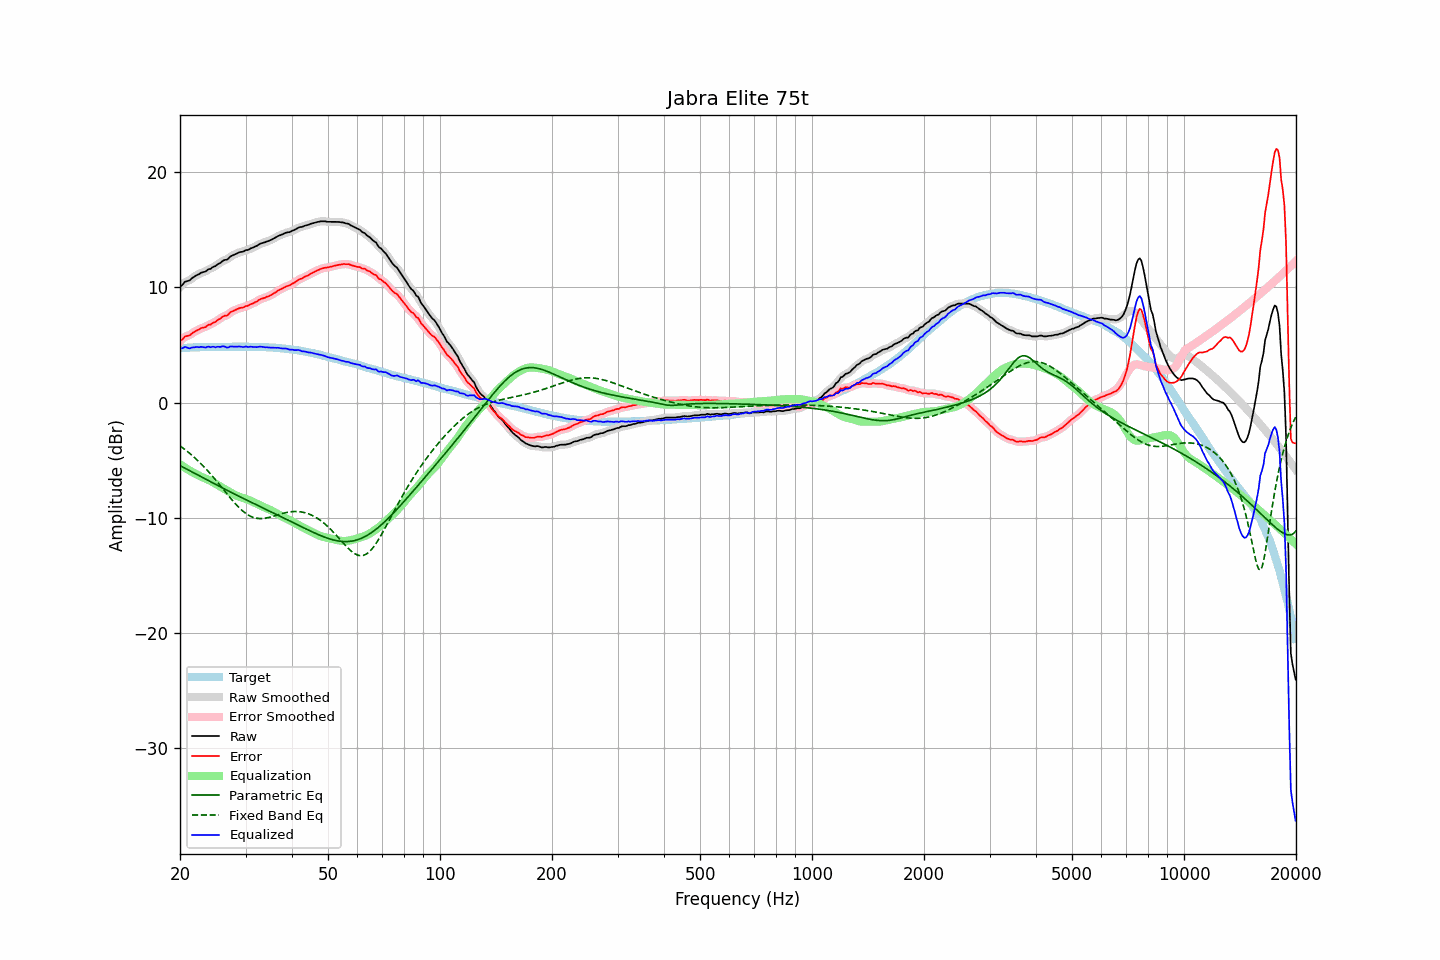 Jabra Elite 75t
Amplitude (dBr)
20
10
0
−10
−20
−30
Target
Raw Smoothed
Error Smoothed
Raw
Error
Equalization
Parametric Eq
Fixed Band Eq
Equalized
20 50 100 200 500 1000 2000 5000 10000 20000
Frequency (Hz)